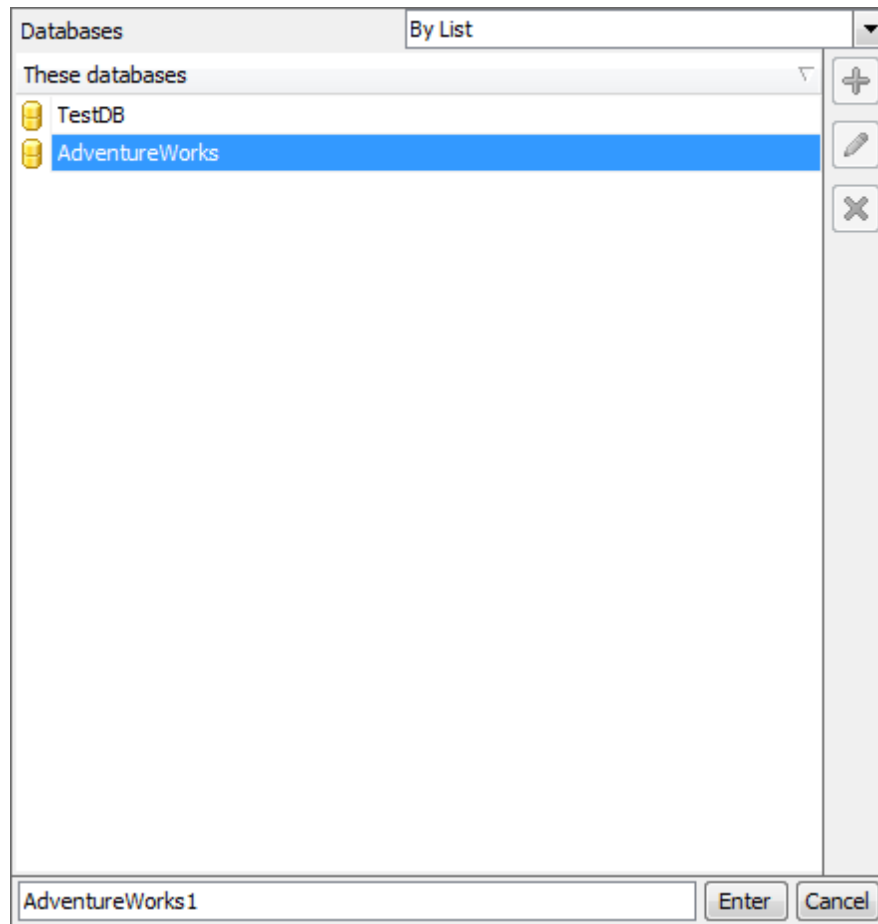 Databases By List
These databases
TestDB
AdventureWorks
AdventureWorks1 Enter Cancel